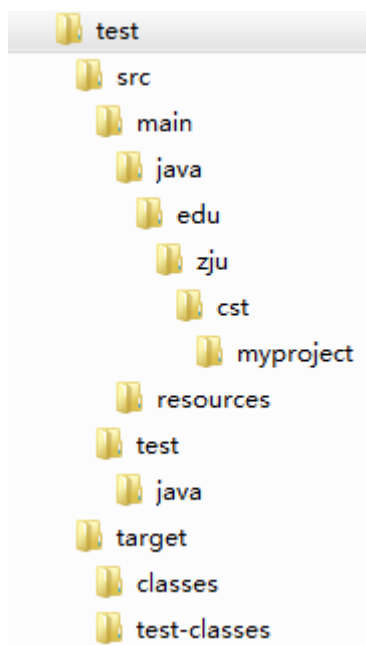 test
src
main
java
edu
zju
cst
myproject
resources
test
java
target
classes
test-classes